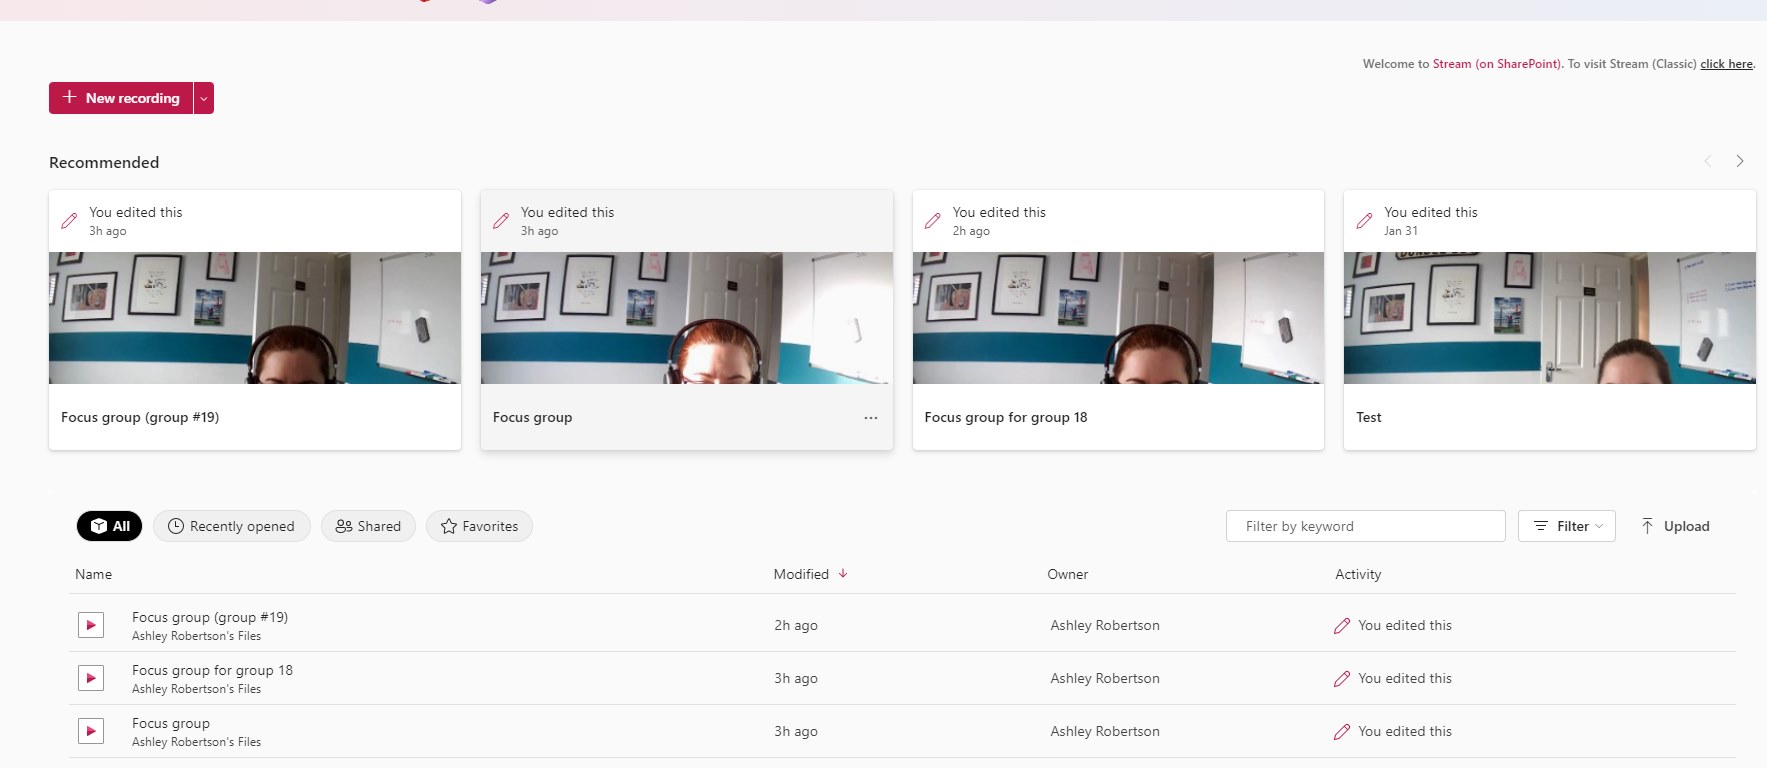 Welcome to Stream (on SharePoint). To visit Stream (Classic) click here.
New recording
Recommended
You edited this
3h ago
Focus group (group #19)
You edited this
3h ago
Focus group
You edited this
2h ago
Focus group for group 18
You edited this
Jan 31
Test
All
Recently opened
Shared
Favorites
Filter by keyword
Filter
Upload
Name Modified Owner Activity
Focus group (group #19)
Ashley Robertson's Files
2h ago Ashley Robertson You edited this
Focus group for group 18
Ashley Robertson's Files
3h ago Ashley Robertson You edited this
Focus group
Ashley Robertson's Files
3h ago Ashley Robertson You edited this